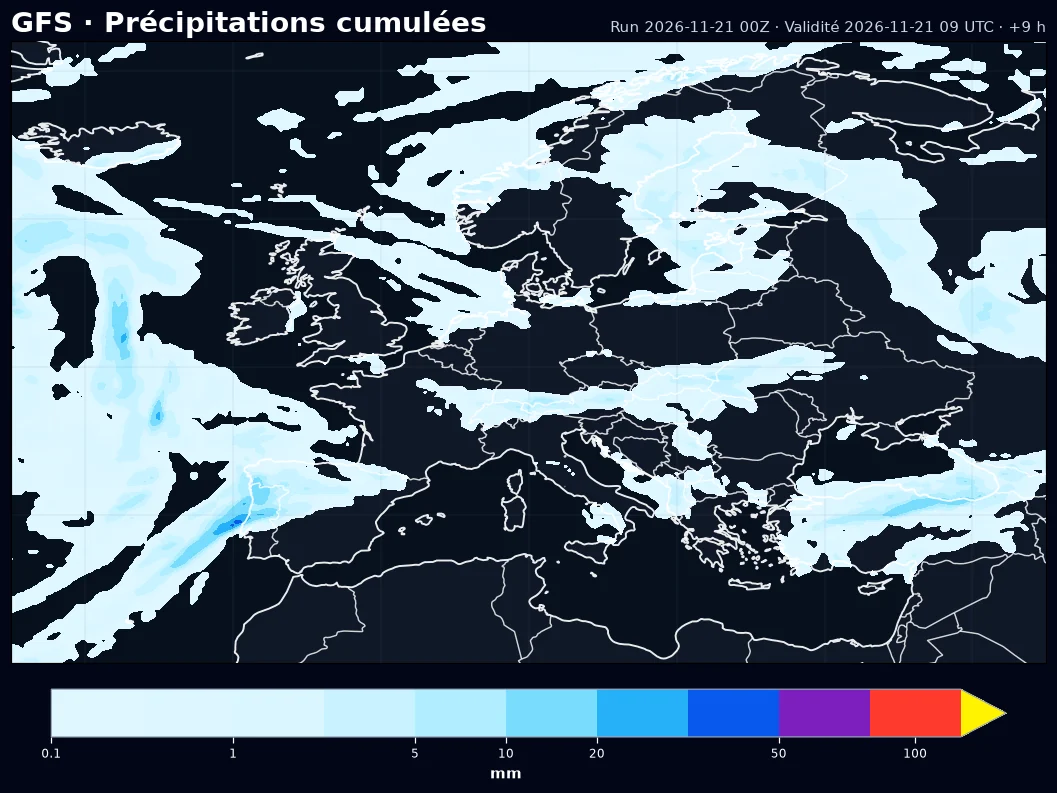 GFS · Précipitations cumulées
Run 2026-11-21 00Z · Validité 2026-11-21 09 UTC · +9 h
0.1 1 5 10 20 50 100
mm